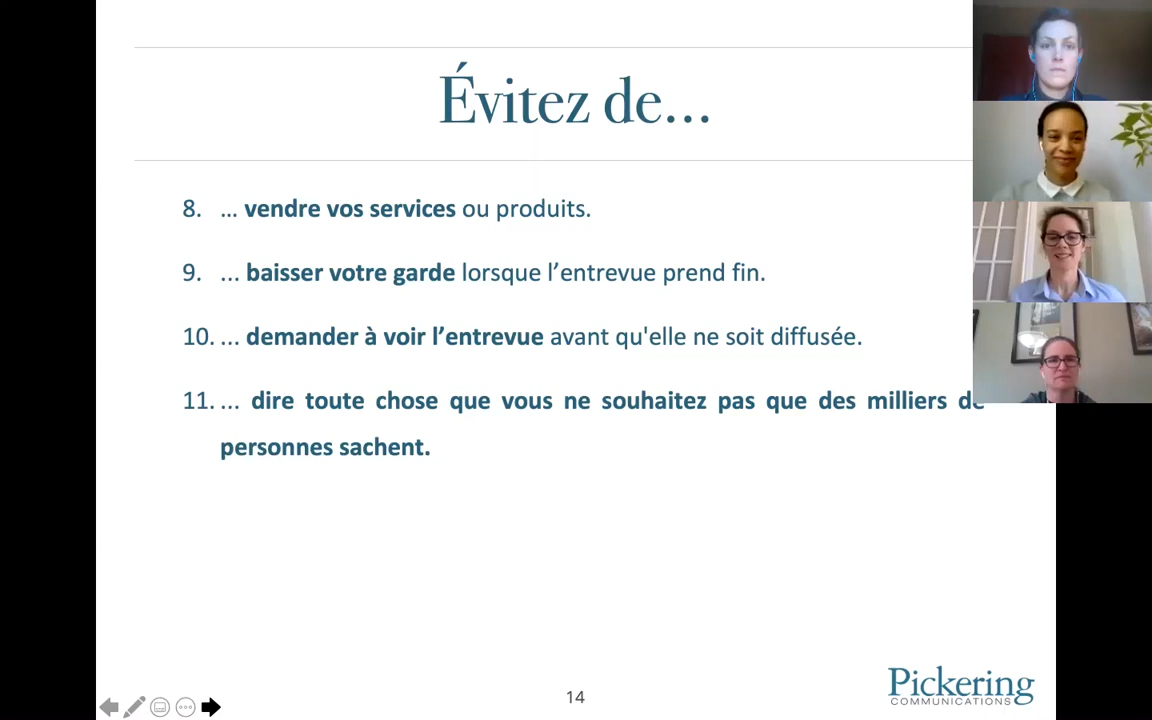 Évitez de...
8. ... vendre vos services ou produits.
9. ... baisser votre garde lorsque l’entrevue prend fin.
10. ... demander à voir l’entrevue avant qu'elle ne soit diffusée.
11. ... dire toute chose que vous ne souhaitez pas que des milliers de
personnes sachent.
14
Pickering
COMMUNICATIONS